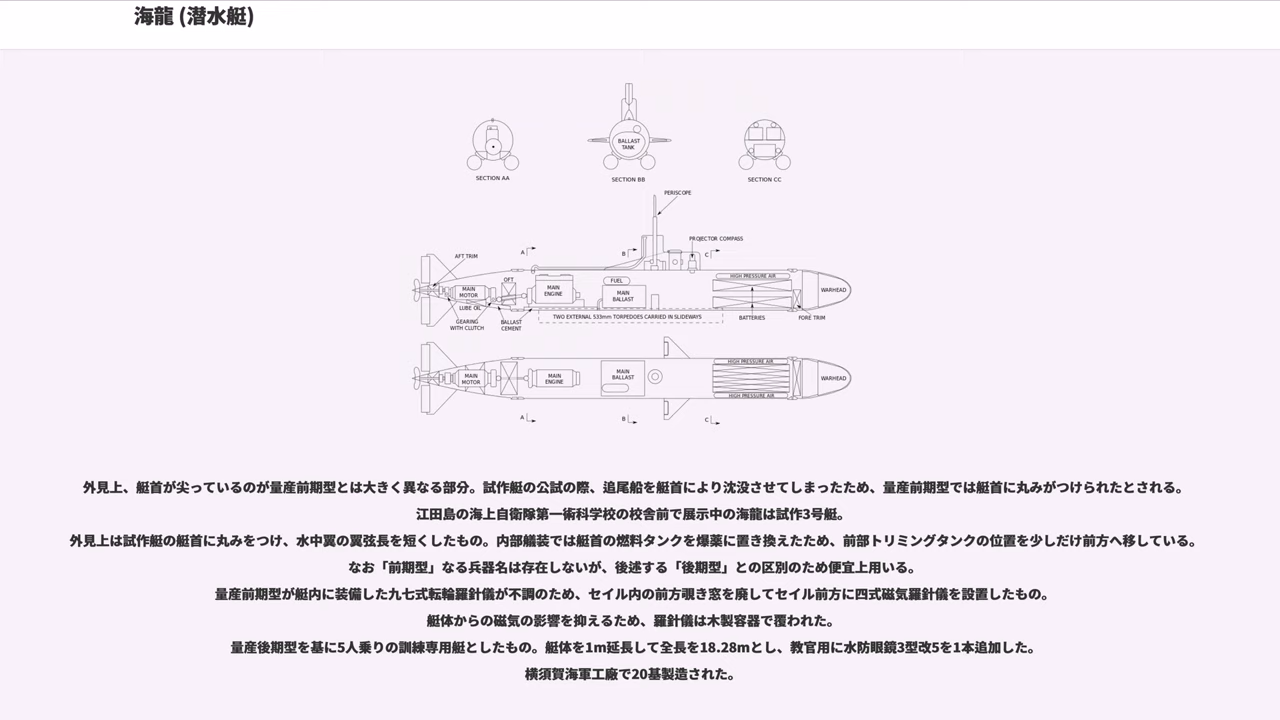 海龍 (潜水艇)
BALLAST
TANK
SECTION AA
SECTION BB
SECTION CC
PERISCOPE
PROJECTOR COMPASS
A
B
C
AFT TRIM
OFT
MAIN
MOTOR
LUBE OIL
MAIN
ENGINE
FUEL
MAIN
BALLAST
HIGH PRESSURE AIR
WARHEAD
GEARING
WITH CLUTCH
BALLAST
CEMENT
TWO EXTERNAL 533mm TORPEDOES CARRIED IN SLIDEWAYS
BATTERIES
FORE TRIM
MAIN
MOTOR
MAIN
ENGINE
MAIN
BALLAST
HIGH PRESSURE AIR
HIGH PRESSURE AIR
WARHEAD
A
B
C
外見上、艇首が尖っているのが量産前期型とは大きく異なる部分。試作艇の公試の際、追尾船を艇首により沈没させてしまったため、量産前期型では艇首に丸みがつけられたとされる。
江田島の海上自衛隊第一術科学校の校舎前で展示中の海龍は試作3号艇。
外見上は試作艇の艇首に丸みをつけ、水中翼の翼弦長を短くしたもの。内部艤装では艇首の燃料タンクを爆薬に置き換えたため、前部トリミングタンクの位置を少しだけ前方へ移している。
なお「前期型」なる兵器名は存在しないが、後述する「後期型」との区別のため便宜上用いる。
量産前期型が艇内に装備した九七式転輪羅針儀が不調のため、セイル内の前方覗き窓を廃してセイル前方に四式磁気羅針儀を設置したもの。
艇体からの磁気の影響を抑えるため、羅針儀は木製容器で覆われた。
量産後期型を基に5人乗りの訓練専用艇としたもの。艇体を1m延長して全長を18.28mとし、教官用に水防眼鏡3型改5を1本追加した。
横須賀海軍工廠で20基製造された。